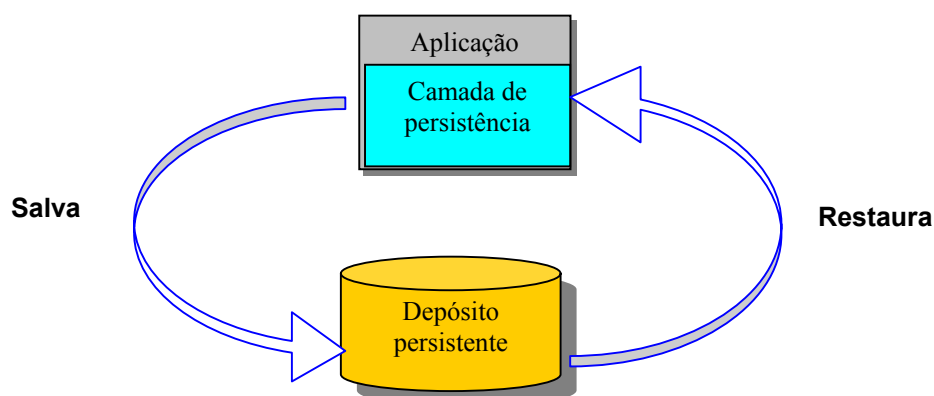 Aplicação
Camada de
persistência
Salva
Restaura
Depósito
persistente